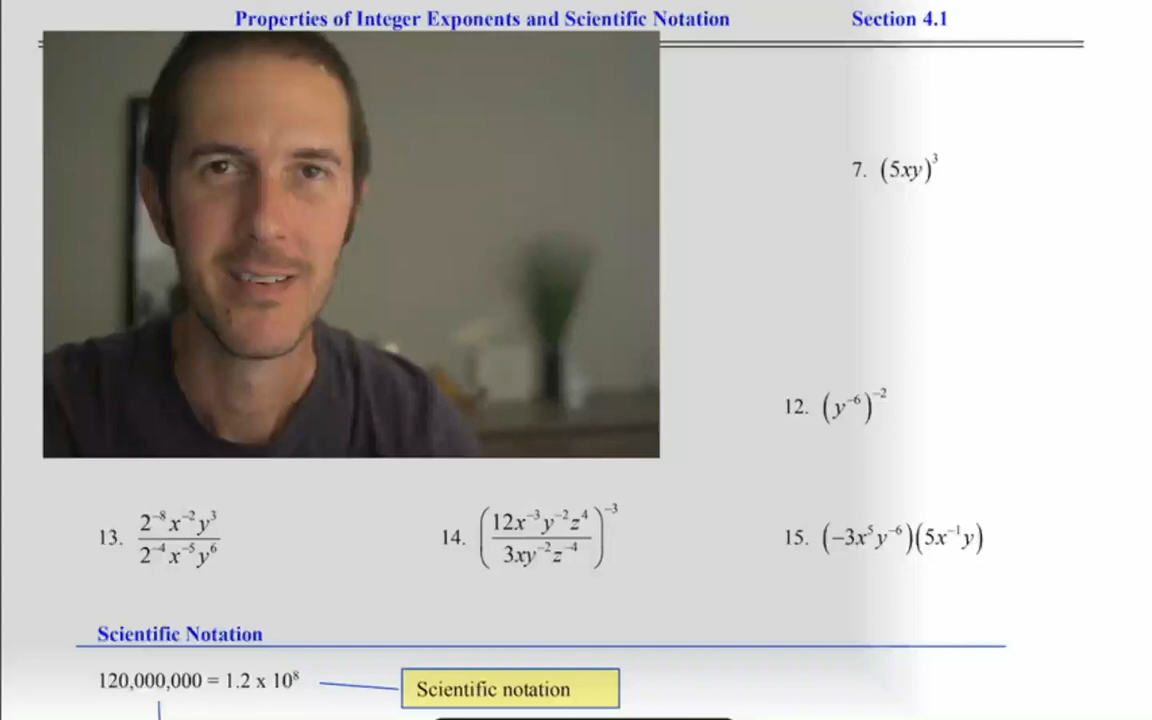 Properties of Integer Exponents and Scientific Notation Section 4.1
7. (5xy)³
12. (y⁻⁶)⁻²
13. 2⁻⁸x⁻²y³ / 2⁻⁴x⁻⁵y⁶
14. (12x⁻³y⁻²z⁴ / 3xy⁻²z⁻⁴)⁻³
15. (−3x⁵y⁻⁶)(5x⁻¹y)
Scientific Notation
120,000,000 = 1.2 x 10⁸
Scientific notation